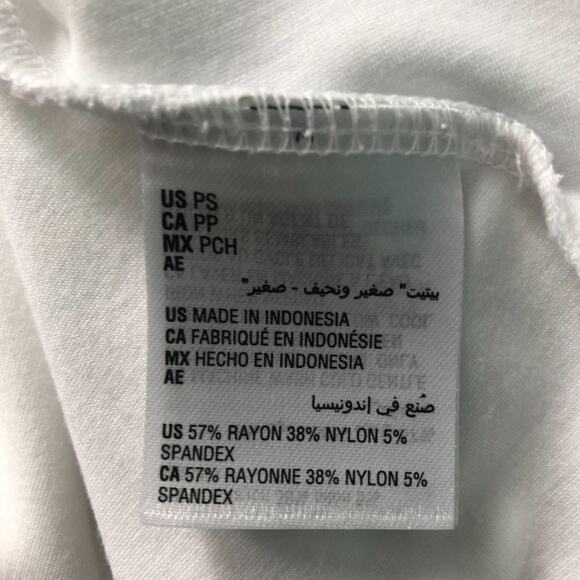 US PS
CA PP
MX PCH
AE
بيتيت" صغير ونحيف - صغير"
US MADE IN INDONESIA
CA FABRIQUÉ EN INDONÉSIE
MX HECHO EN INDONESIA
AE
صُنع في إندونيسيا
US 57% RAYON 38% NYLON 5%
SPANDEX
CA 57% RAYONNE 38% NYLON 5%
SPANDEX